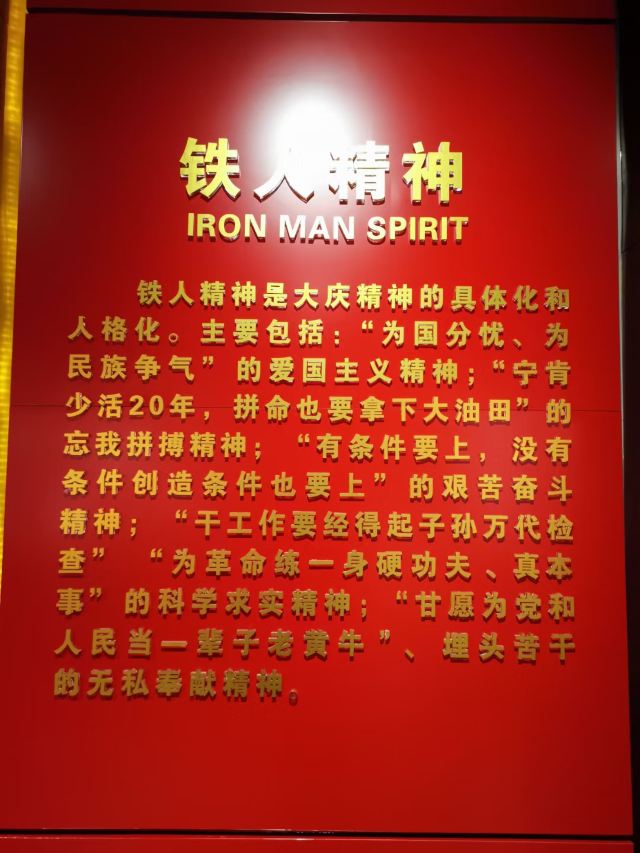 铁人精神
IRON MAN SPIRIT
铁人精神是大庆精神的具体化和
人格化。主要包括：“为国分忧、为
民族争气”的爱国主义精神；“宁肯
少活20年，拼命也要拿下大油田”的
忘我拼搏精神；“有条件要上，没有
条件创造条件也要上”的艰苦奋斗
精神；“干工作要经得起子孙万代检
查”“为革命练一身硬功夫、真本
事”的科学求实精神；“甘愿为党和
人民当一辈子老黄牛”、埋头苦干
的无私奉献精神。